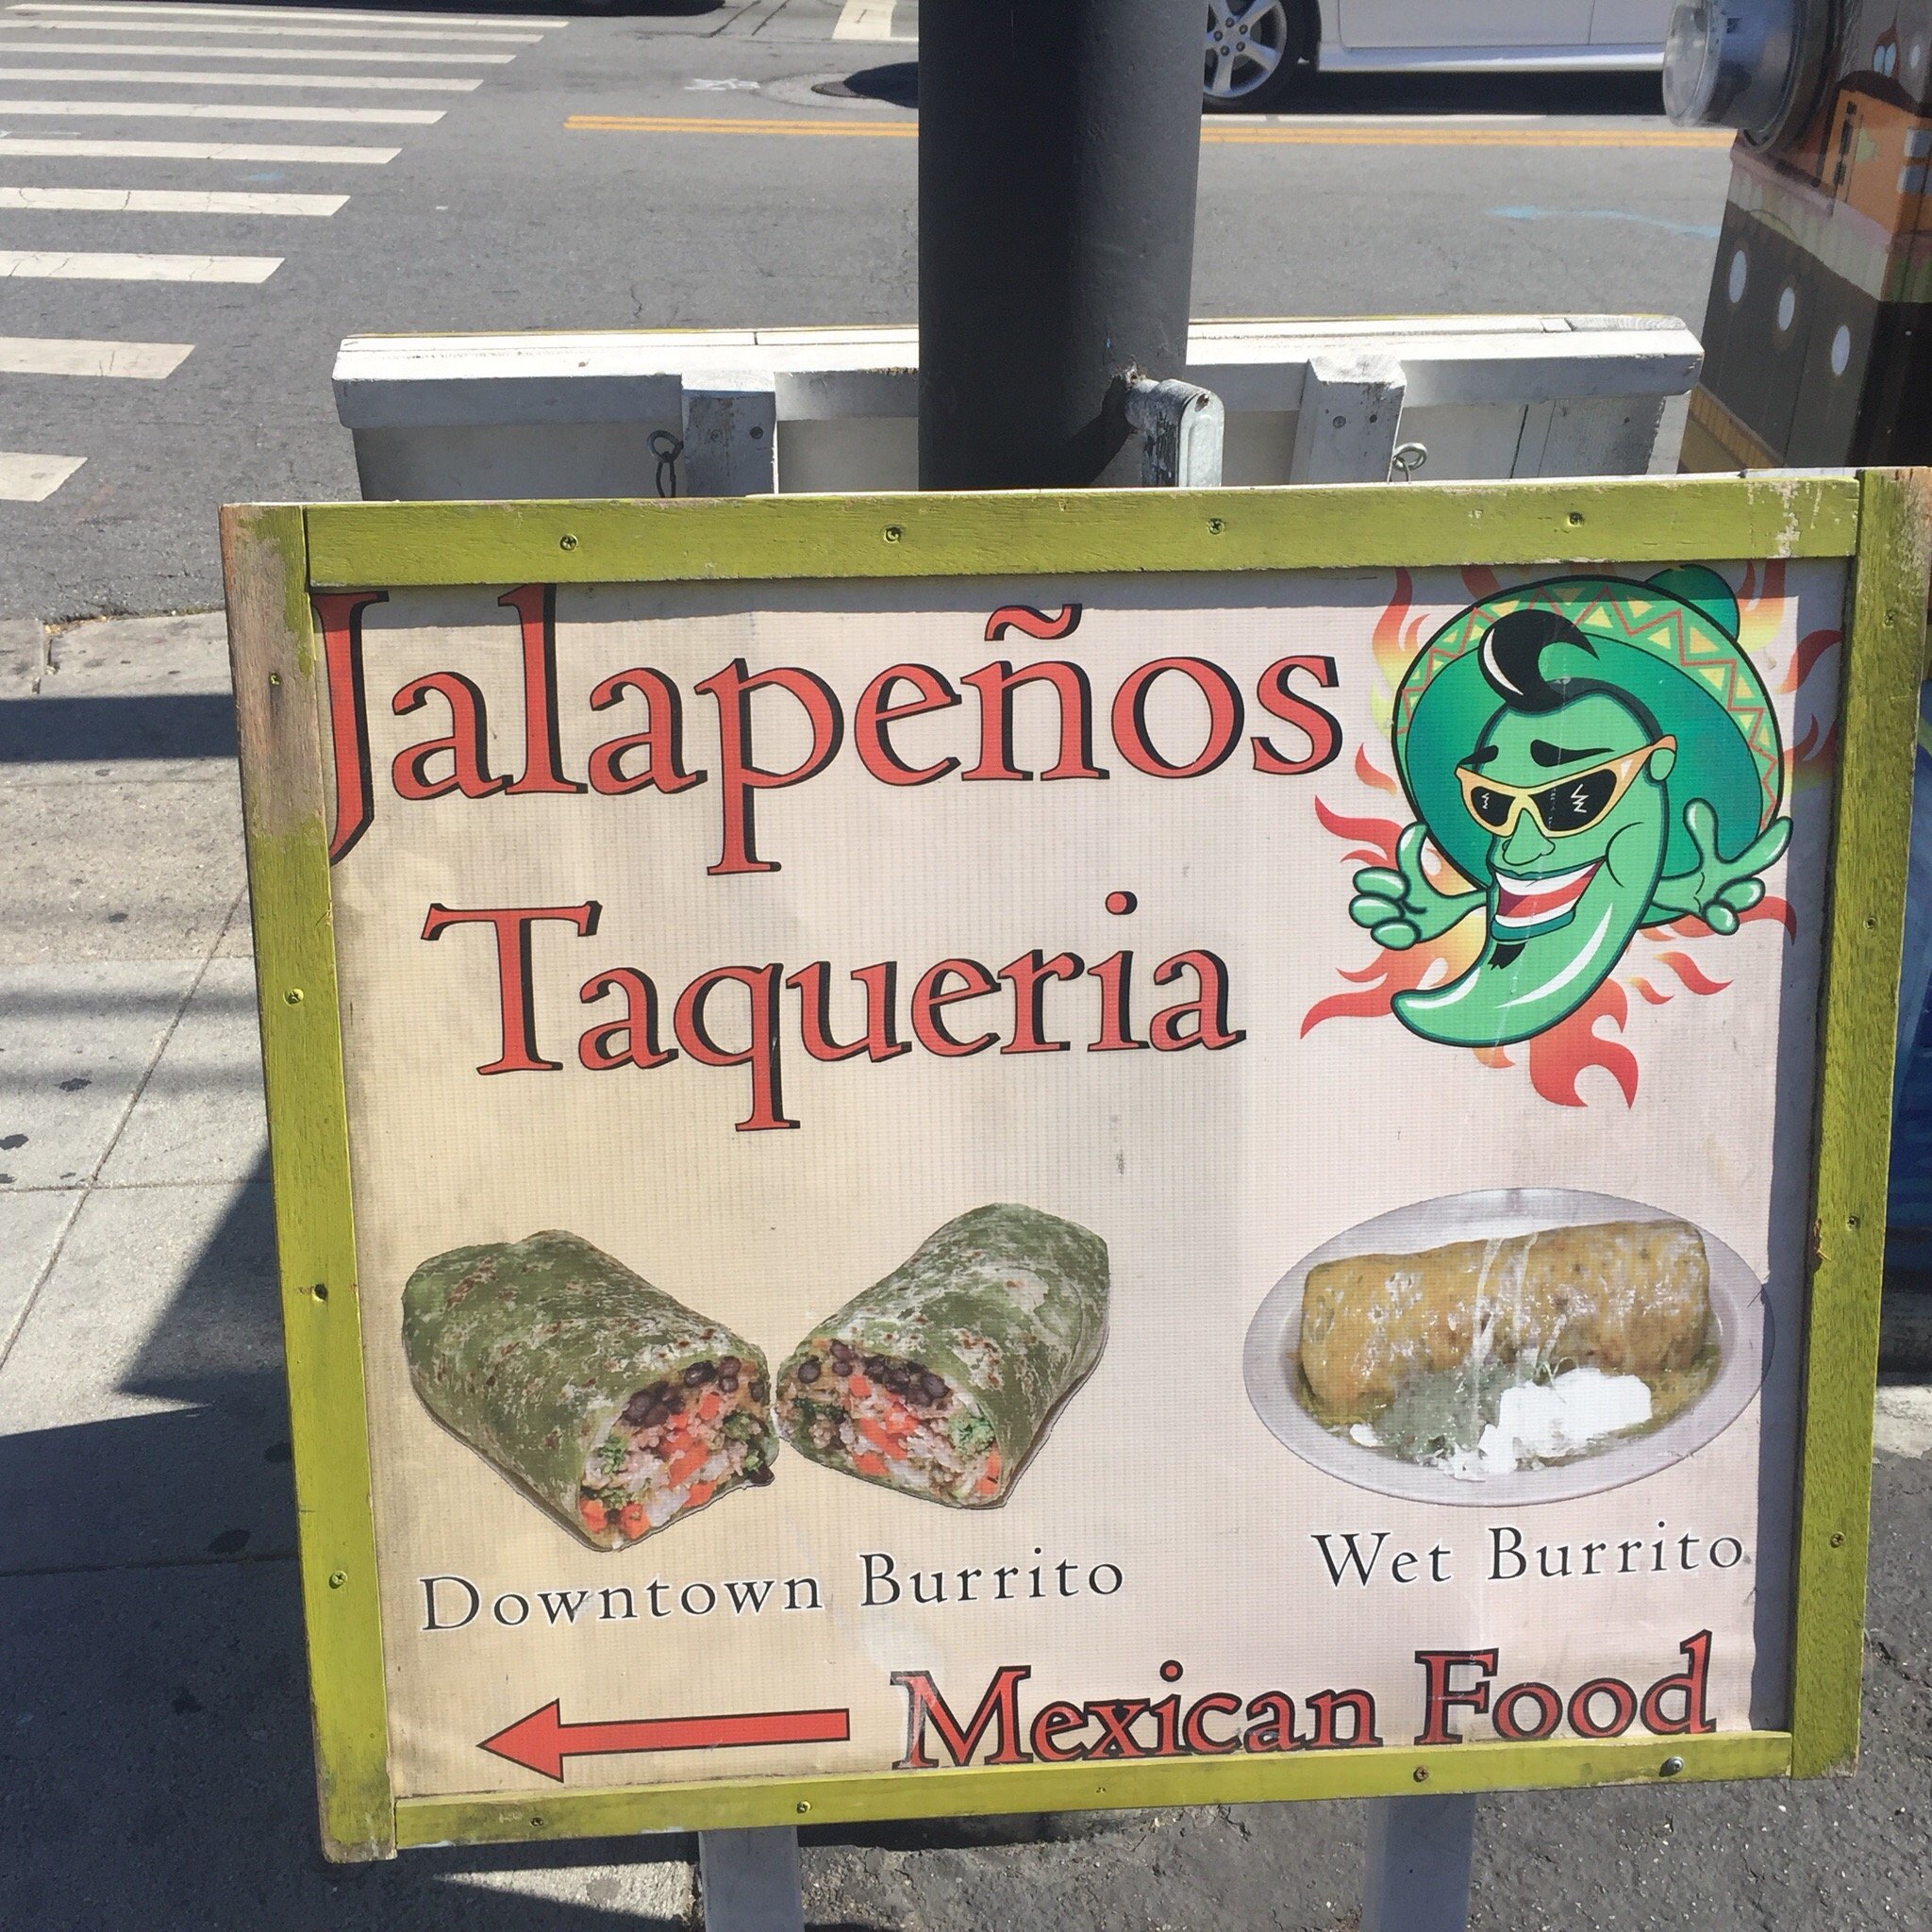 Jalapeños
Taqueria
Downtown Burrito
Wet Burrito
Mexican Food